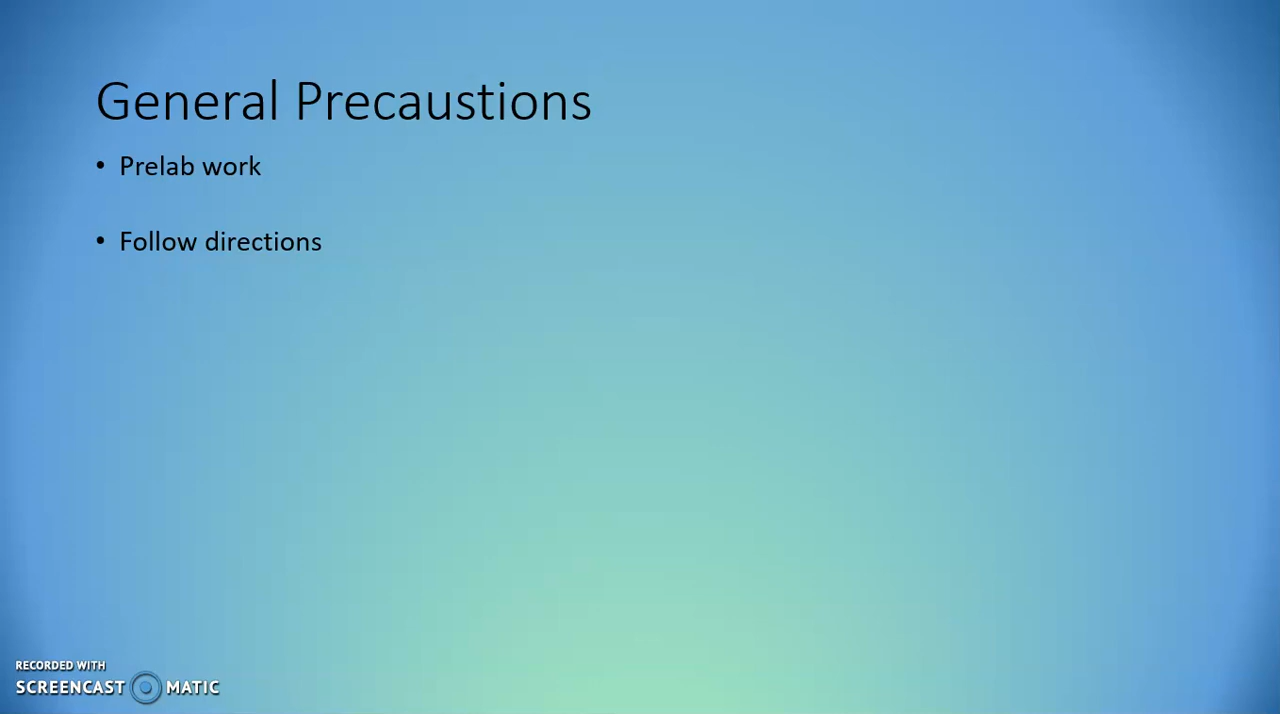 General Precaustions
• Prelab work
• Follow directions
RECORDED WITH
SCREENCAST MATIC